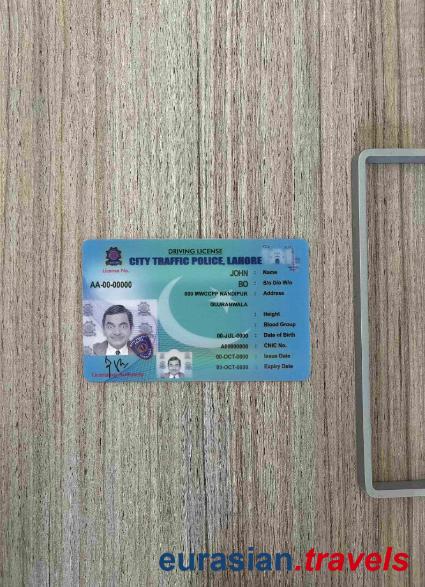 DRIVING LICENSE
CITY TRAFFIC POLICE, LAHORE
License No.
AA-00-00000
JOHN : Name
BO : S/o D/o W/o
: Address
NANDIPUR
GUJRANWALA
: Height
: Blood Group
00-JUL-0000 : Date of Birth
A00000000 : CNIC No.
00-OCT-0000 : Issue Date
00-OCT-0000 : Expiry Date
Licensing Authority
eurasian.travels